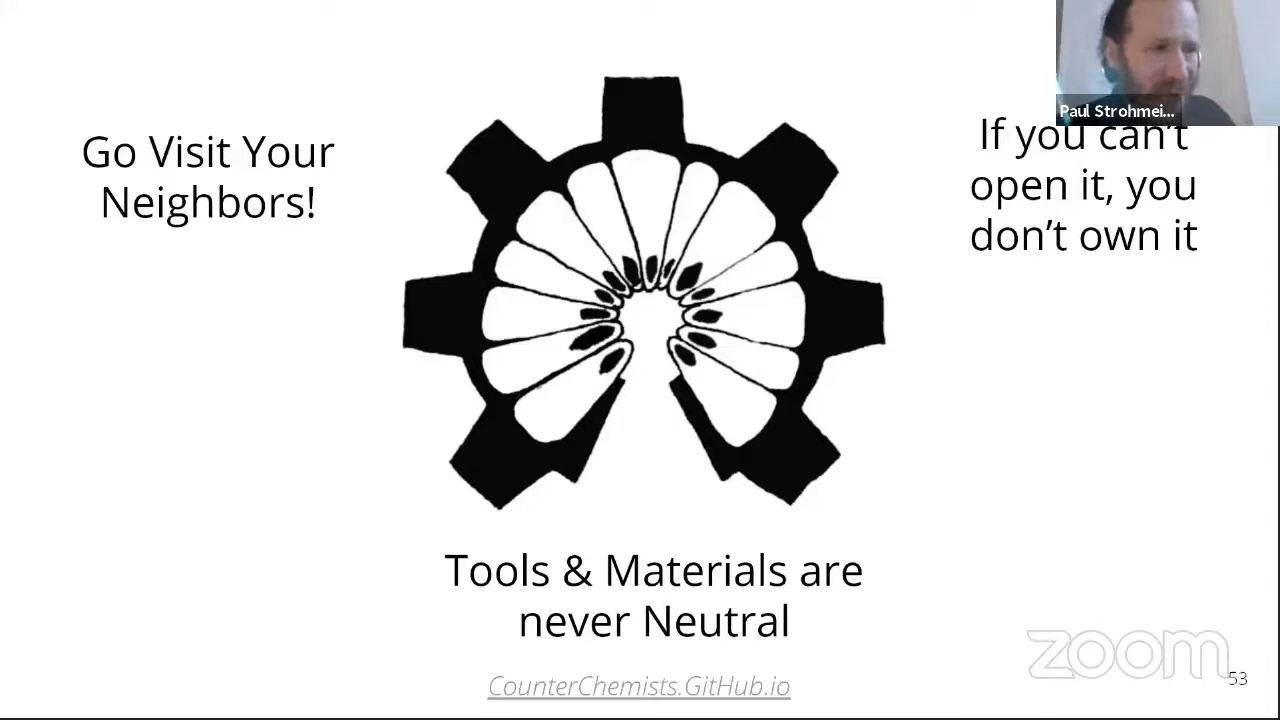 Paul Strohmei...
Go Visit Your
Neighbors!
If you can't
open it, you
don't own it
Tools & Materials are
never Neutral
CounterChemists.GitHub.io
zoom
53